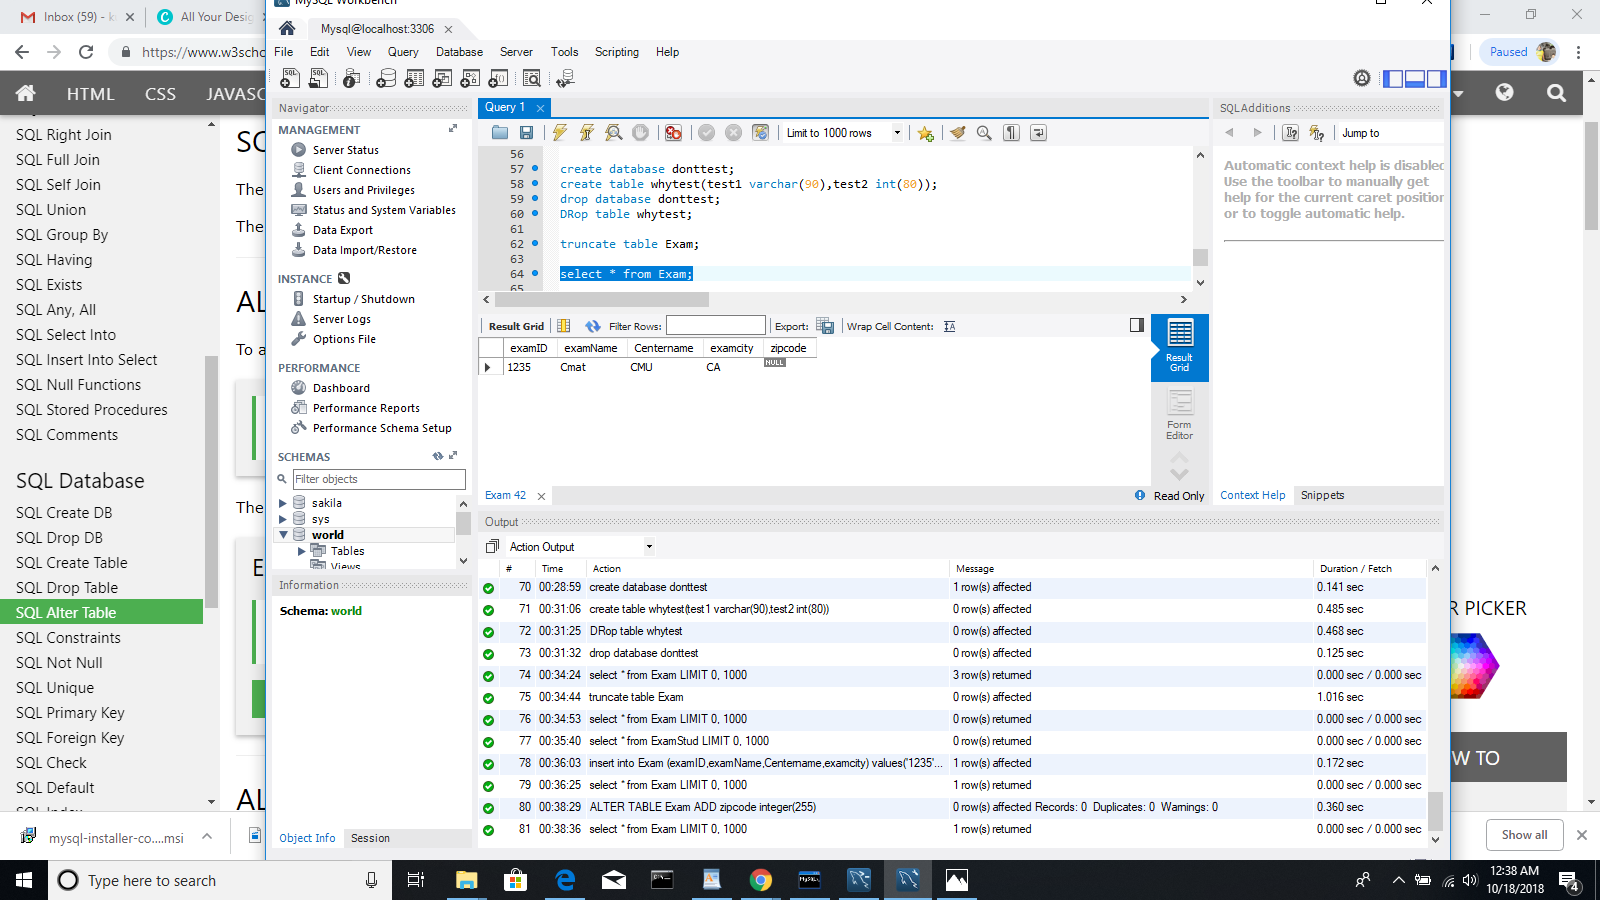 Inbox (59) -
All Your Desig
MySQL Workbench
Paused
https://www.w3scho
Mysql@localhost:3306
File Edit View Query Database Server Tools Scripting Help
HTML CSS JAVASC
Navigator
MANAGEMENT
Server Status
Client Connections
Users and Privileges
Status and System Variables
Data Export
Data Import/Restore
INSTANCE
Startup / Shutdown
Server Logs
Options File
PERFORMANCE
Dashboard
Performance Reports
Performance Schema Setup
SCHEMAS
Filter objects
sakila
sys
world
Tables
Views
Information
Schema: world
Object Info Session
SQL Right Join
SQL Full Join
SQL Self Join
SQL Union
SQL Group By
SQL Having
SQL Exists
SQL Any, All
SQL Select Into
SQL Insert Into Select
SQL Null Functions
SQL Stored Procedures
SQL Comments
SQL Database
SQL Create DB
SQL Drop DB
SQL Create Table
SQL Drop Table
SQL Alter Table
SQL Constraints
SQL Not Null
SQL Unique
SQL Primary Key
SQL Foreign Key
SQL Check
SQL Default
SQL Index
The
The
To a
The
Query 1
Limit to 1000 rows
56
57 create database donttest;
58 create table whytest(test1 varchar(90),test2 int(80));
59 drop database donttest;
60 DRop table whytest;
61
62 truncate table Exam;
63
64 select * from Exam;
65
Result Grid Filter Rows: Export: Wrap Cell Content:
examID examName Centername examcity zipcode
1235 Cmat CMU CA NULL
Result Grid
Form Editor
Exam 42
Read Only
SQLAdditions
Jump to
Automatic context help is disabled
Use the toolbar to manually get
help for the current caret position
or to toggle automatic help.
Context Help Snippets
Output
Action Output
# Time Action Message Duration / Fetch
70 00:28:59 create database donttest 1 row(s) affected 0.141 sec
71 00:31:06 create table whytest(test1 varchar(90),test2 int(80)) 0 row(s) affected 0.485 sec
72 00:31:25 DRop table whytest 0 row(s) affected 0.468 sec
73 00:31:32 drop database donttest 0 row(s) affected 0.125 sec
74 00:34:24 select * from Exam LIMIT 0, 1000 3 row(s) returned 0.000 sec / 0.000 sec
75 00:34:44 truncate table Exam 0 row(s) affected 1.016 sec
76 00:34:53 select * from Exam LIMIT 0, 1000 0 row(s) returned 0.000 sec / 0.000 sec
77 00:35:40 select * from ExamStud LIMIT 0, 1000 0 row(s) returned 0.000 sec / 0.000 sec
78 00:36:03 insert into Exam (examID,examName,Centername,examcity) values('1235'... 1 row(s) affected 0.172 sec
79 00:36:25 select * from Exam LIMIT 0, 1000 1 row(s) returned 0.000 sec / 0.000 sec
80 00:38:29 ALTER TABLE Exam ADD zipcode integer(255) 0 row(s) affected Records: 0 Duplicates: 0 Warnings: 0 0.360 sec
81 00:38:36 select * from Exam LIMIT 0, 1000 1 row(s) returned 0.000 sec / 0.000 sec
R PICKER
W TO
mysql-installer-co....msi
Show all
Type here to search
12:38 AM
10/18/2018
4